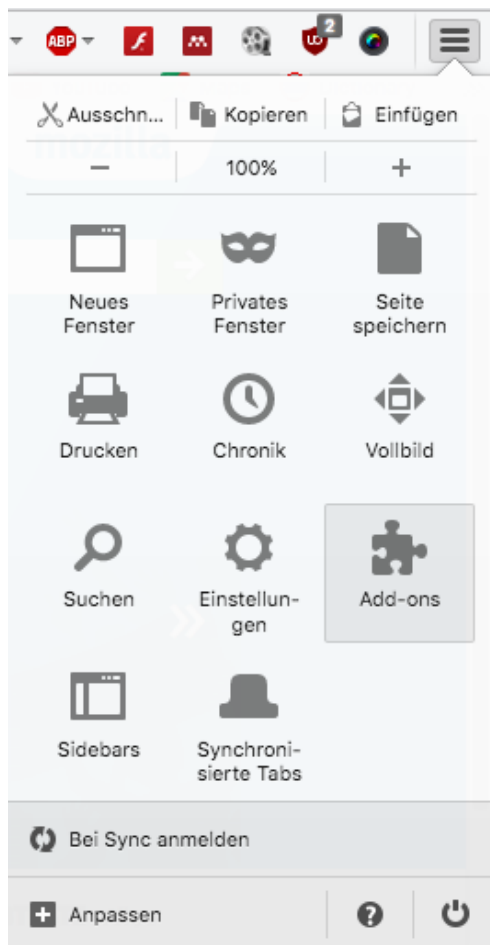 ABP
2
Ausschn...
Kopieren
Einfügen
100%
Neues
Fenster
Privates
Fenster
Seite
speichern
Drucken
Chronik
Vollbild
Suchen
Einstellun-
gen
Add-ons
Sidebars
Synchroni-
sierte Tabs
Bei Sync anmelden
Anpassen